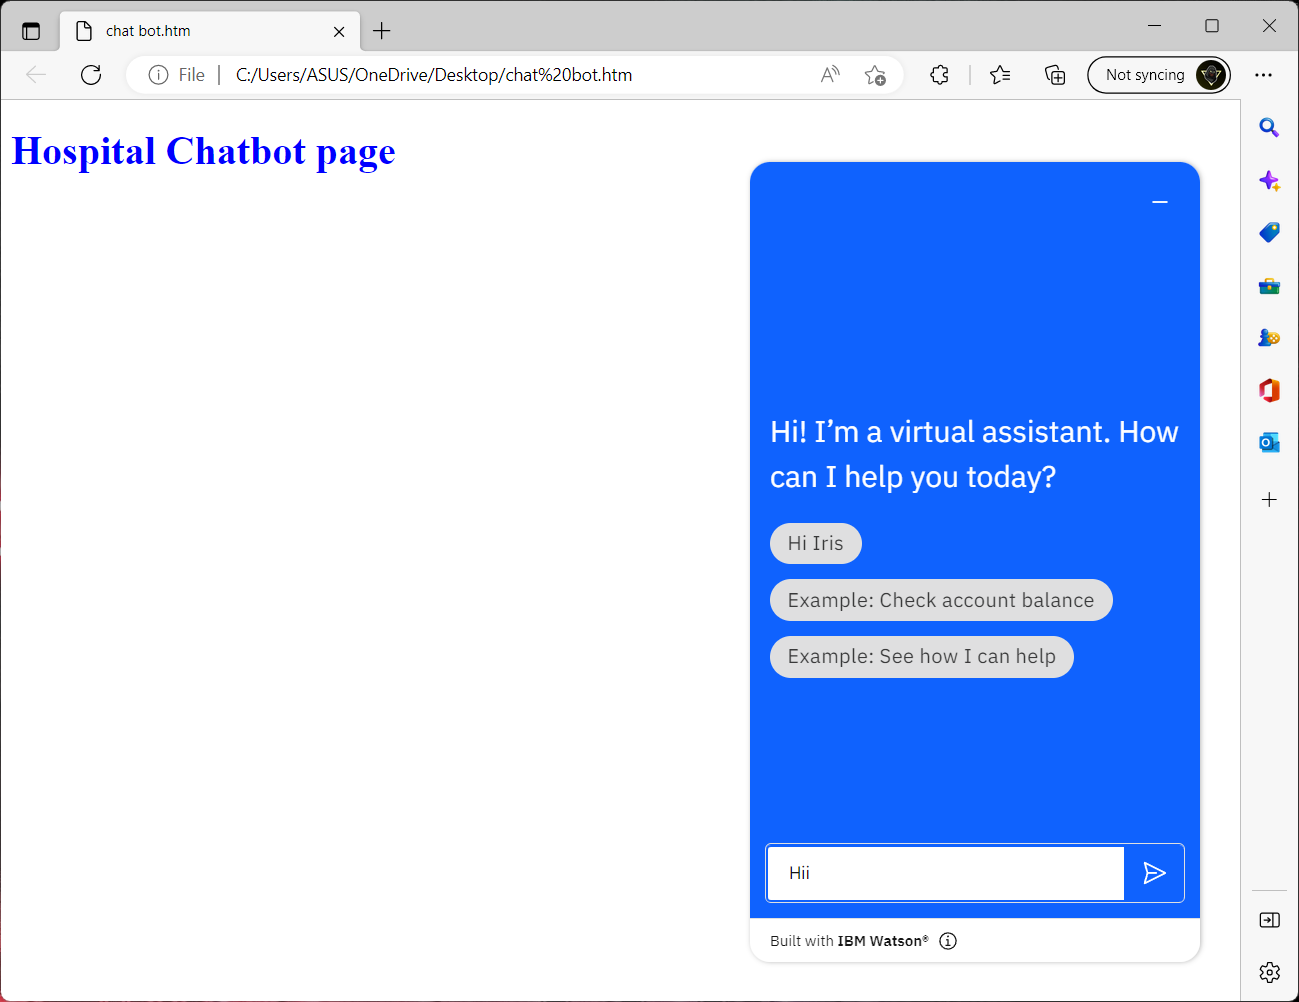 chat bot.htm
File
C:/Users/ASUS/OneDrive/Desktop/chat%20bot.htm
Not syncing
Hospital Chatbot page
Hi! I’m a virtual assistant. How
can I help you today?
Hi Iris
Example: Check account balance
Example: See how I can help
Hii
Built with IBM Watson®